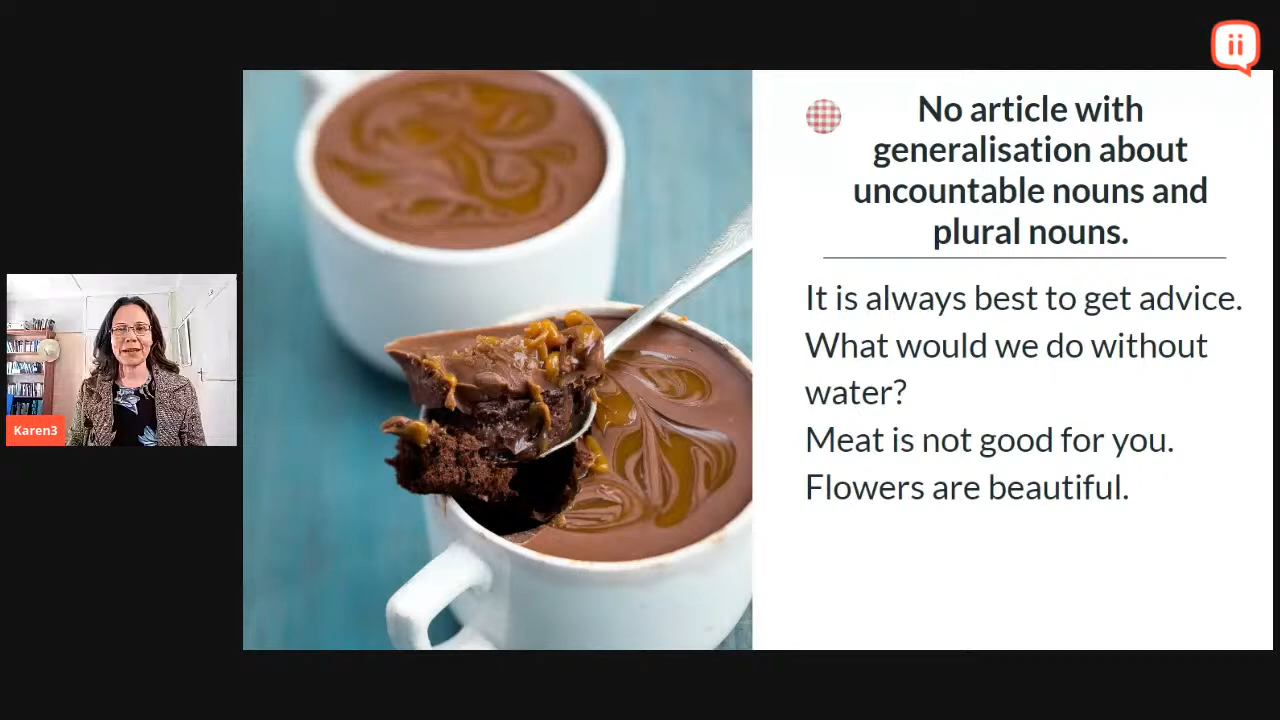 No article with
generalisation about
uncountable nouns and
plural nouns.
It is always best to get advice.
What would we do without
water?
Meat is not good for you.
Flowers are beautiful.
Karen3